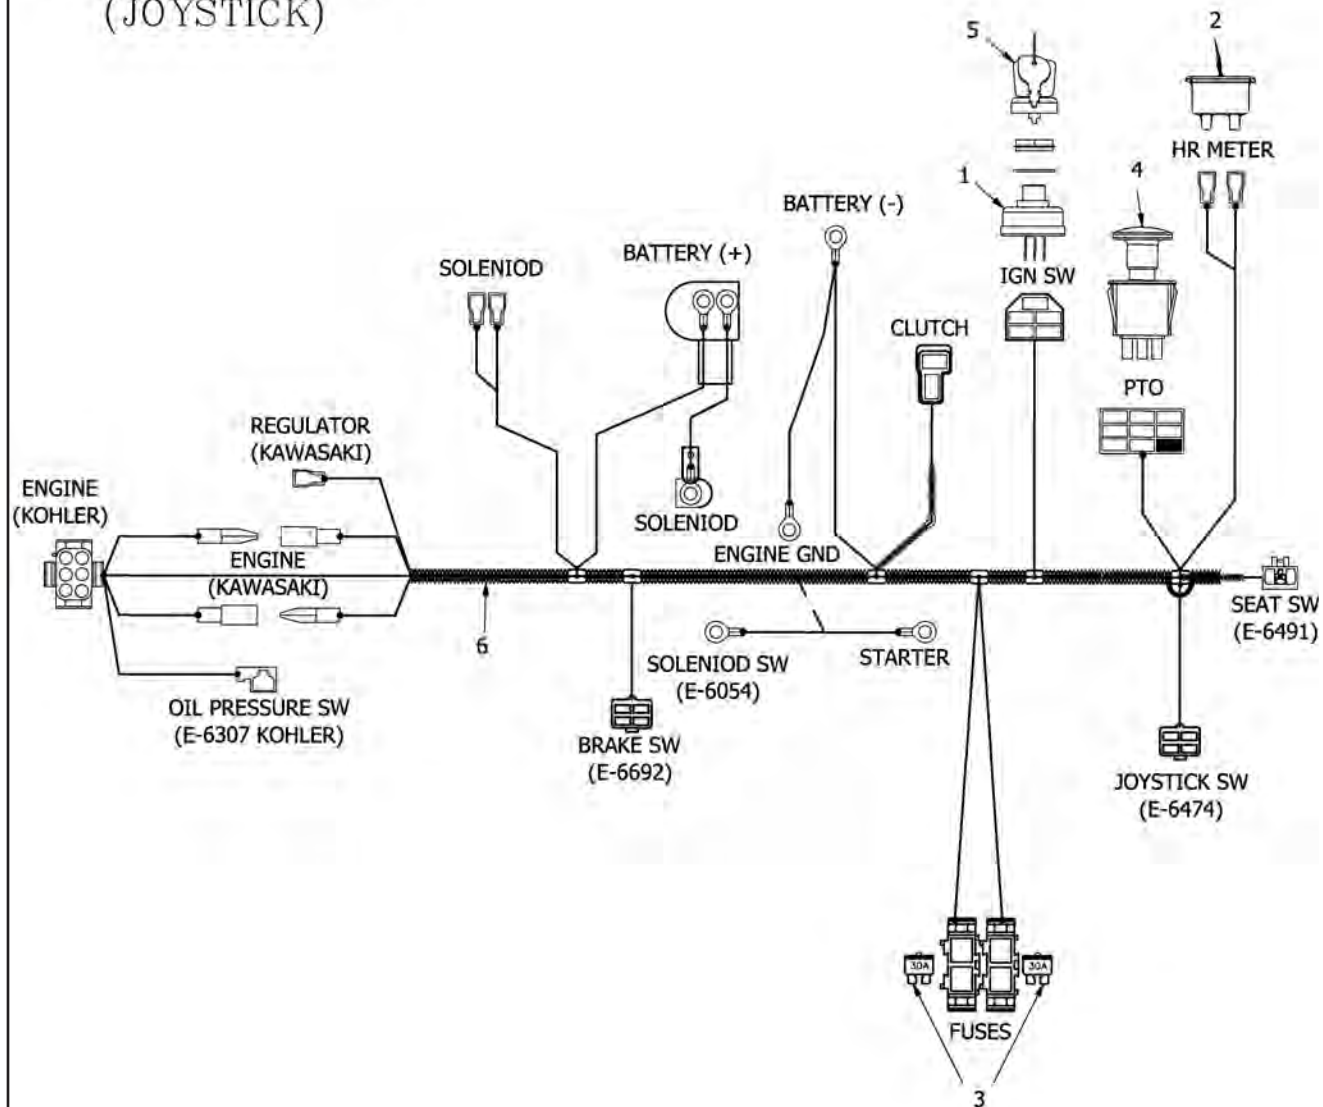 (JOYSTICK)
5
2
HR METER
4
1
BATTERY (-)
BATTERY (+)
SOLENIOD
IGN SW
CLUTCH
PTO
REGULATOR
(KAWASAKI)
ENGINE
(KOHLER)
SOLENIOD
ENGINE GND
ENGINE
(KAWASAKI)
SEAT SW
(E-6491)
6
SOLENIOD SW
(E-6054)
STARTER
OIL PRESSURE SW
(E-6307 KOHLER)
BRAKE SW
(E-6692)
JOYSTICK SW
(E-6474)
30A
30A
FUSES
3